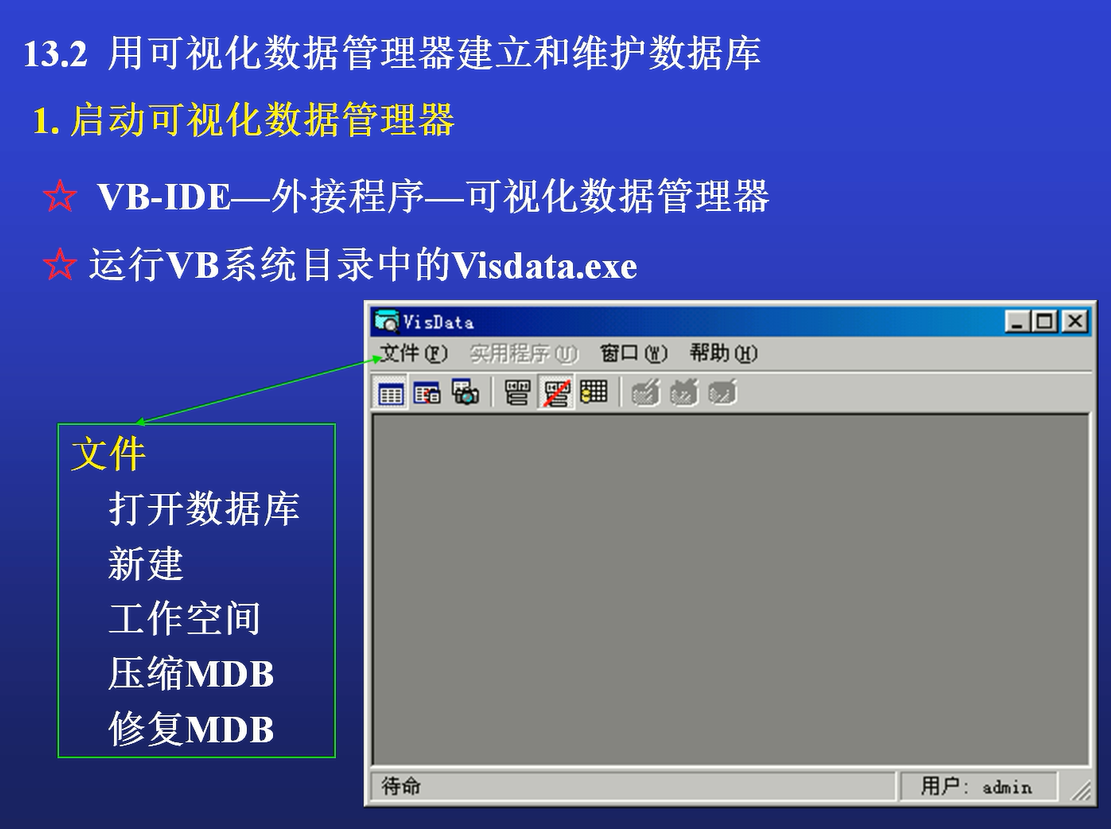 13.2 用可视化数据管理器建立和维护数据库
1. 启动可视化数据管理器
☆ VB-IDE—外接程序—可视化数据管理器
☆ 运行VB系统目录中的Visdata.exe
VisData
文件(F) 实用程序(U) 窗口(W) 帮助(H)
文件
打开数据库
新建
工作空间
压缩MDB
修复MDB
待命 用户: admin